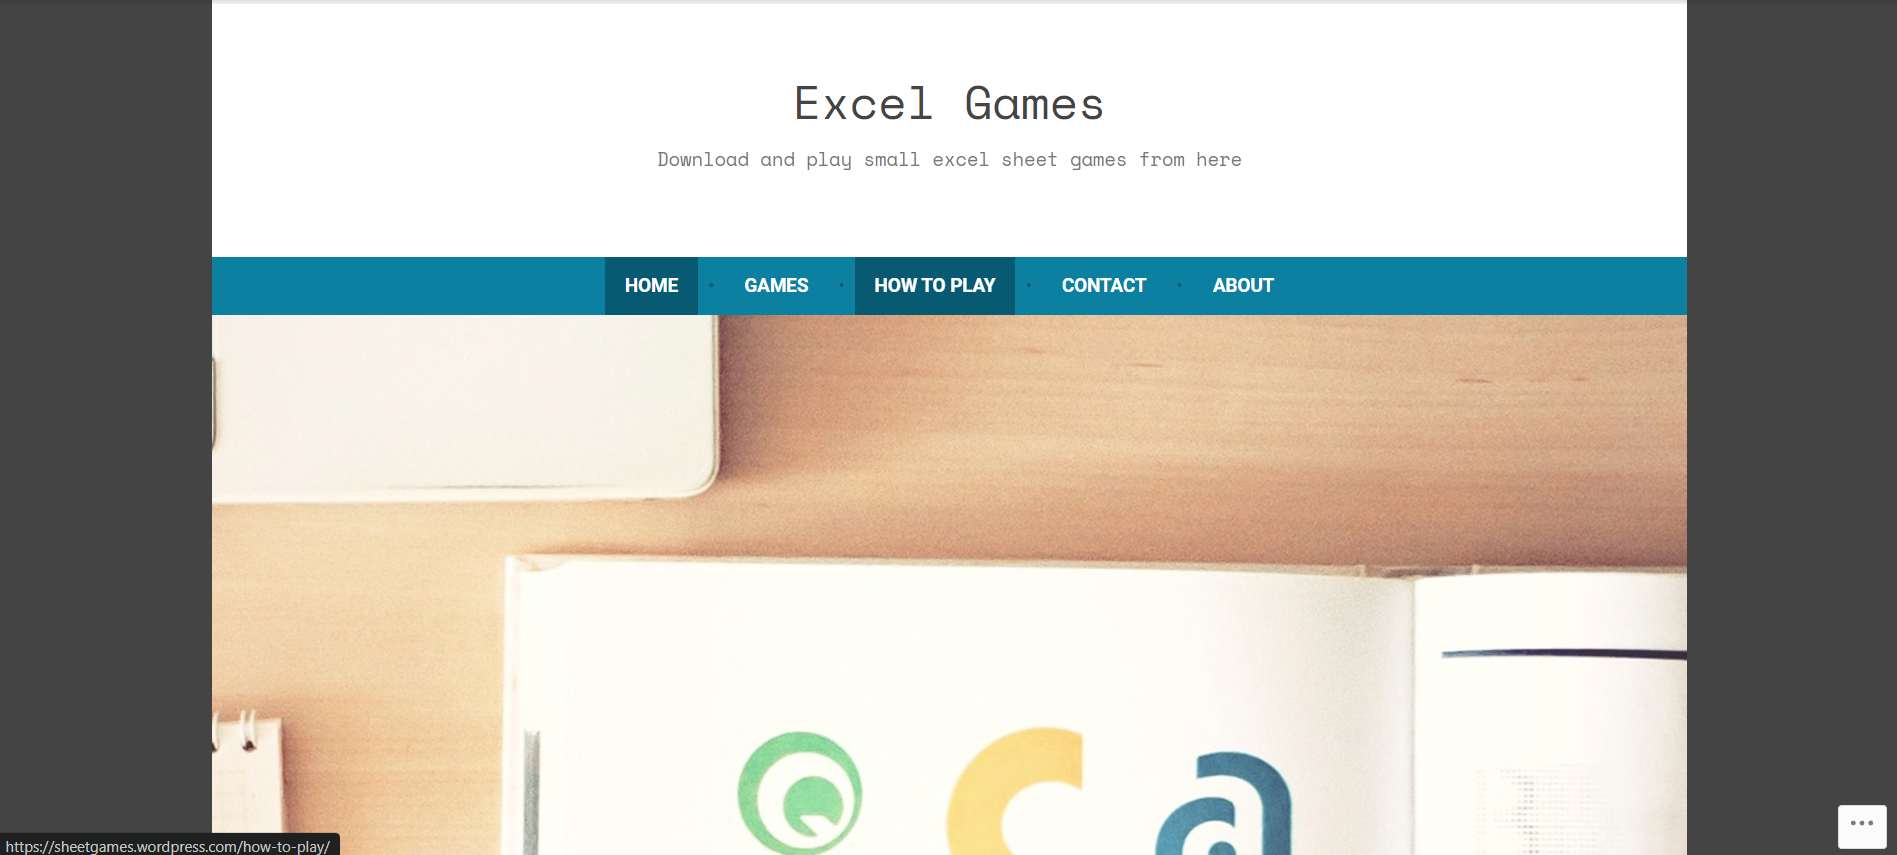 Excel Games
Download and play small excel sheet games from here
HOME · GAMES · HOW TO PLAY · CONTACT · ABOUT
https://sheetgames.wordpress.com/how-to-play/